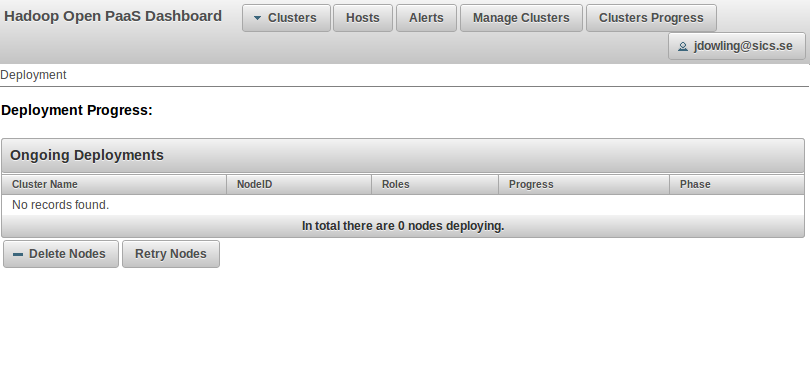 Hadoop Open PaaS Dashboard
Clusters
Hosts
Alerts
Manage Clusters
Clusters Progress
jdowling@sics.se
Deployment
Deployment Progress:
Ongoing Deployments
Cluster Name NodeID Roles Progress Phase
No records found.
In total there are 0 nodes deploying.
Delete Nodes
Retry Nodes